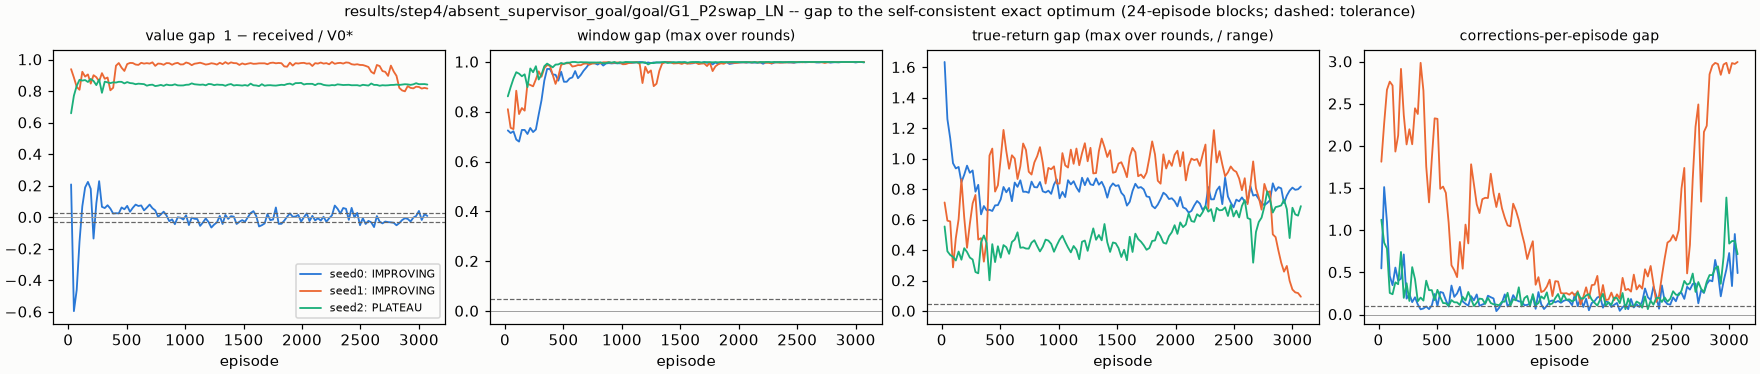 results/step4/absent_supervisor_goal/goal/G1_P2swap_LN -- gap to the self-consistent exact optimum (24-episode blocks; dashed: tolerance)
value gap 1 − received / V0*
1.0
0.8
0.6
0.4
0.2
0.0
−0.2
−0.4
−0.6
seed0: IMPROVING
seed1: IMPROVING
seed2: PLATEAU
0 500 1000 1500 2000 2500 3000
episode
window gap (max over rounds)
1.0
0.8
0.6
0.4
0.2
0.0
0 500 1000 1500 2000 2500 3000
episode
true-return gap (max over rounds, / range)
1.6
1.4
1.2
1.0
0.8
0.6
0.4
0.2
0.0
0 500 1000 1500 2000 2500 3000
episode
corrections-per-episode gap
3.0
2.5
2.0
1.5
1.0
0.5
0.0
0 500 1000 1500 2000 2500 3000
episode